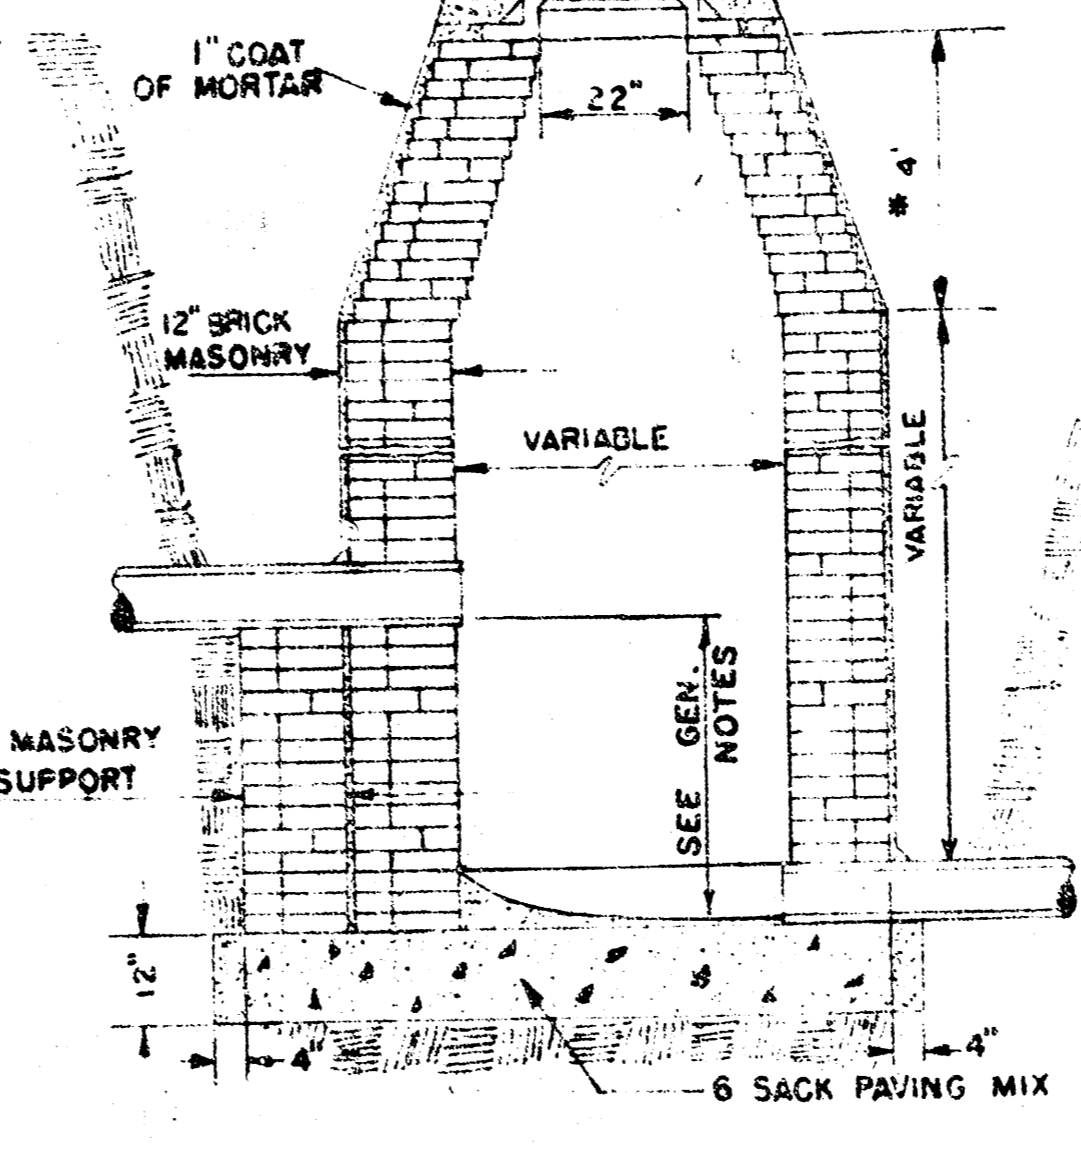 1" COAT
OF MORTAR
22"
* 4'
12" BRICK
MASONRY
VARIABLE
VARIABLE
SEE GEN.
NOTES
MASONRY
SUPPORT
12"
4"
4"
6 SACK PAVING MIX